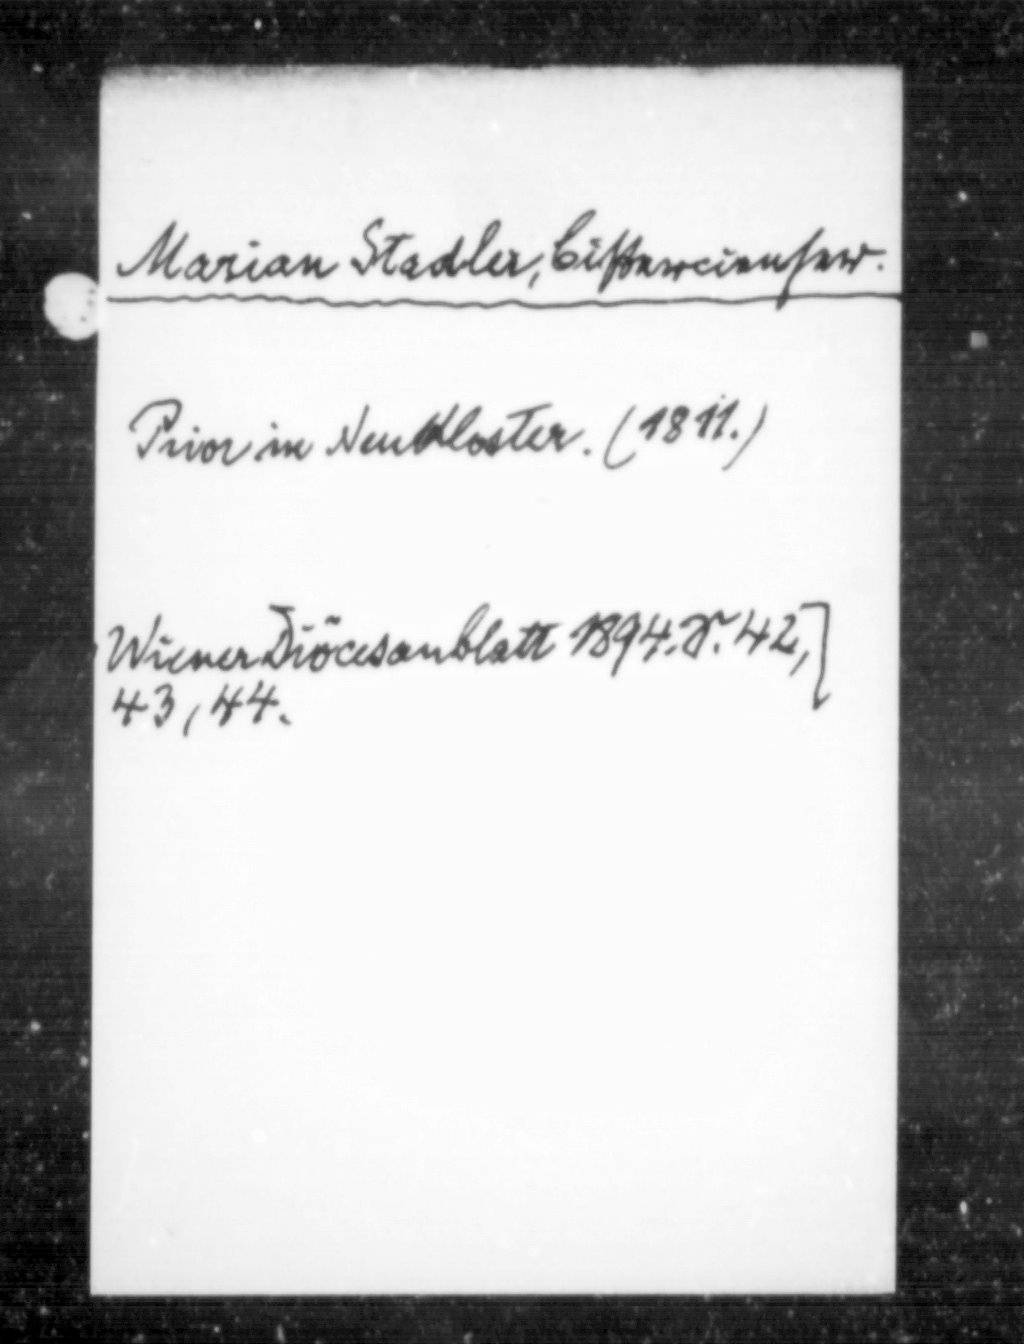 Marian Stadler, Cistercienser.
Prior in Neukloster. (1811.)
Wiener Diöcesanblatt 1894. S. 42,
43, 44.